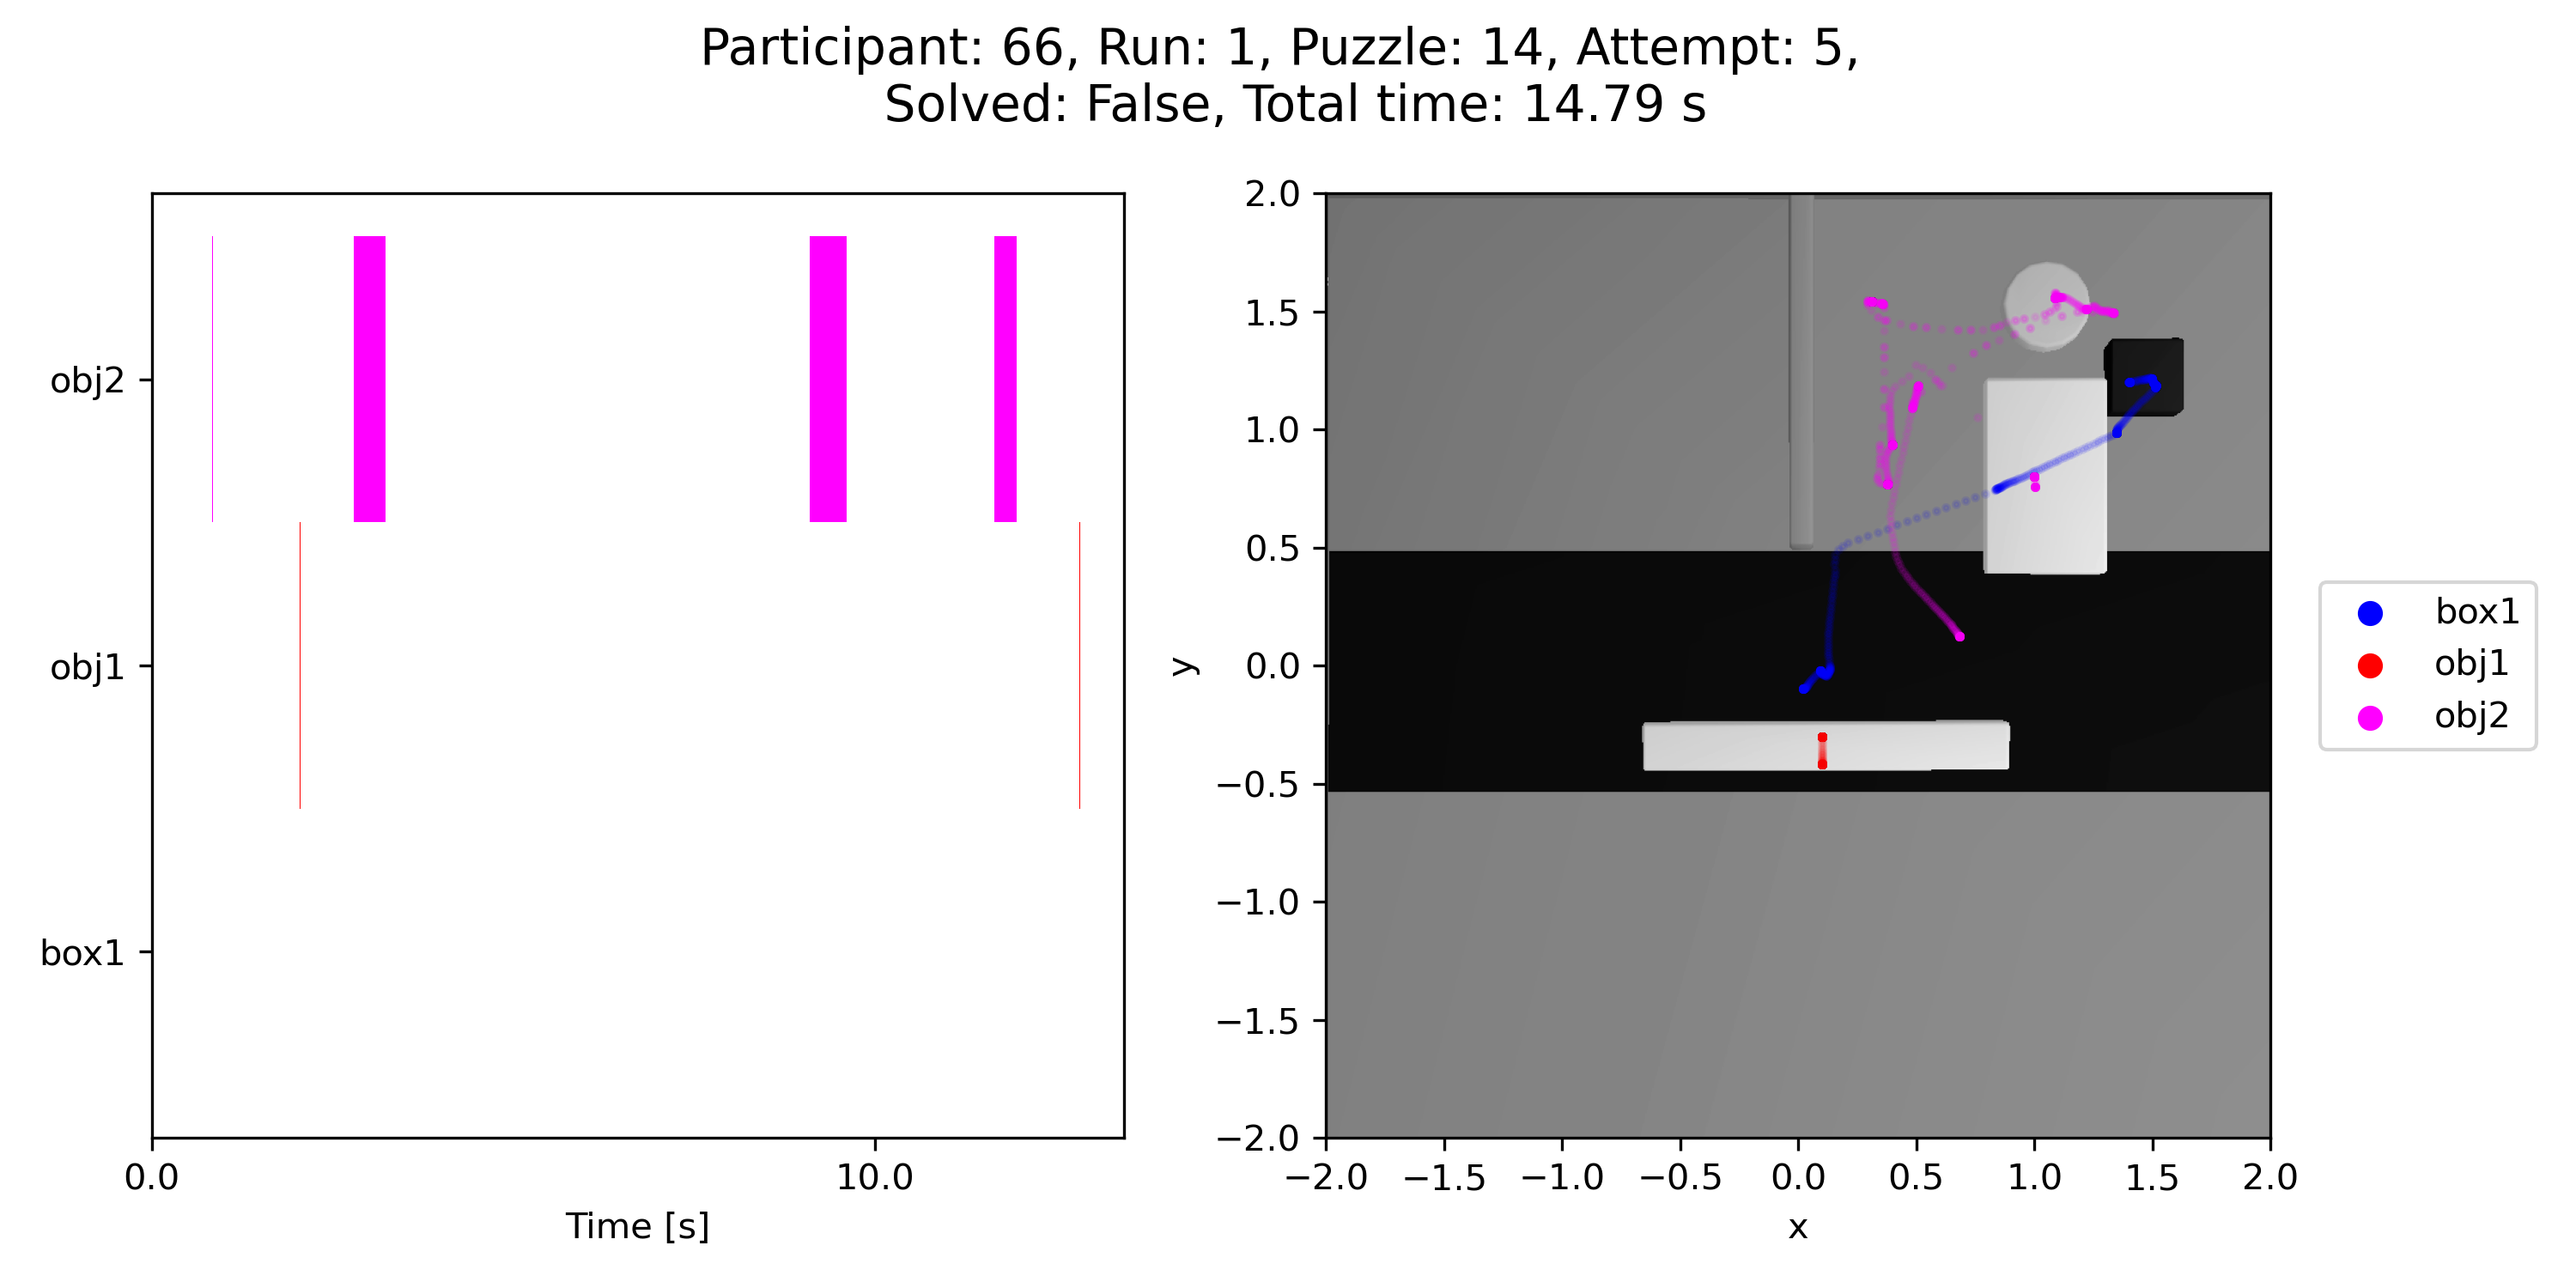 Participant: 66, Run: 1, Puzzle: 14, Attempt: 5,
Solved: False, Total time: 14.79 s
obj2
obj1
box1
0.0
10.0
Time [s]
2.0
1.5
1.0
0.5
0.0
−0.5
−1.0
−1.5
−2.0
y
−2.0
−1.5
−1.0
−0.5
0.0
0.5
1.0
1.5
2.0
x
box1
obj1
obj2